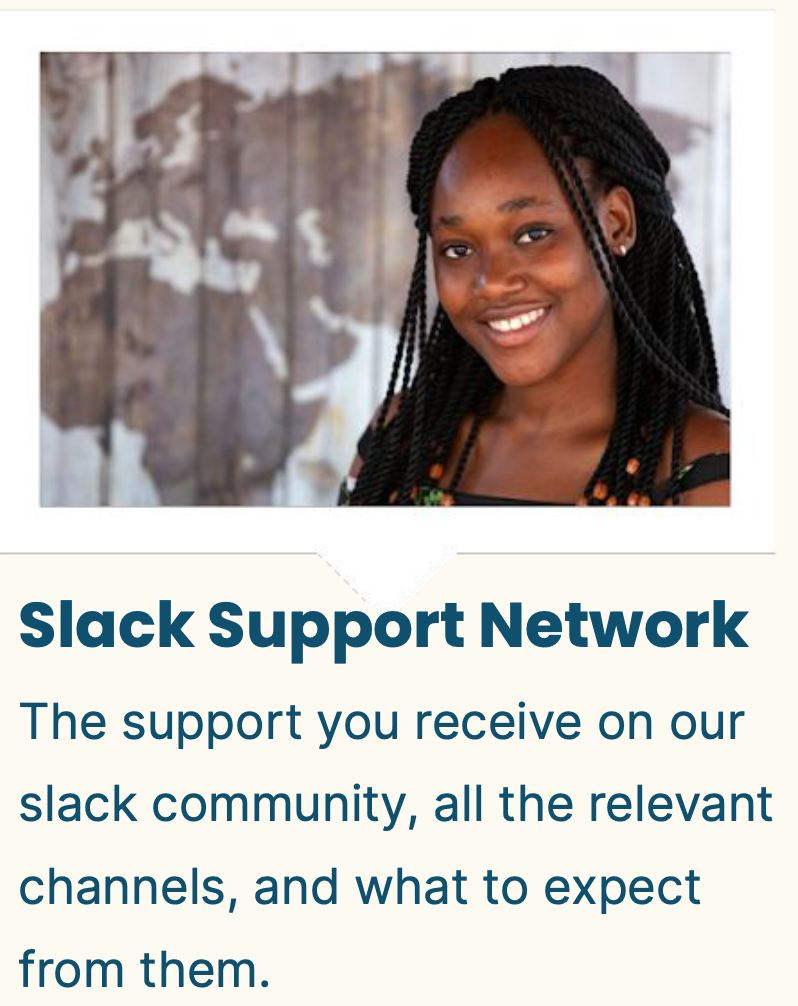 Slack Support Network
The support you receive on our
slack community, all the relevant
channels, and what to expect
from them.